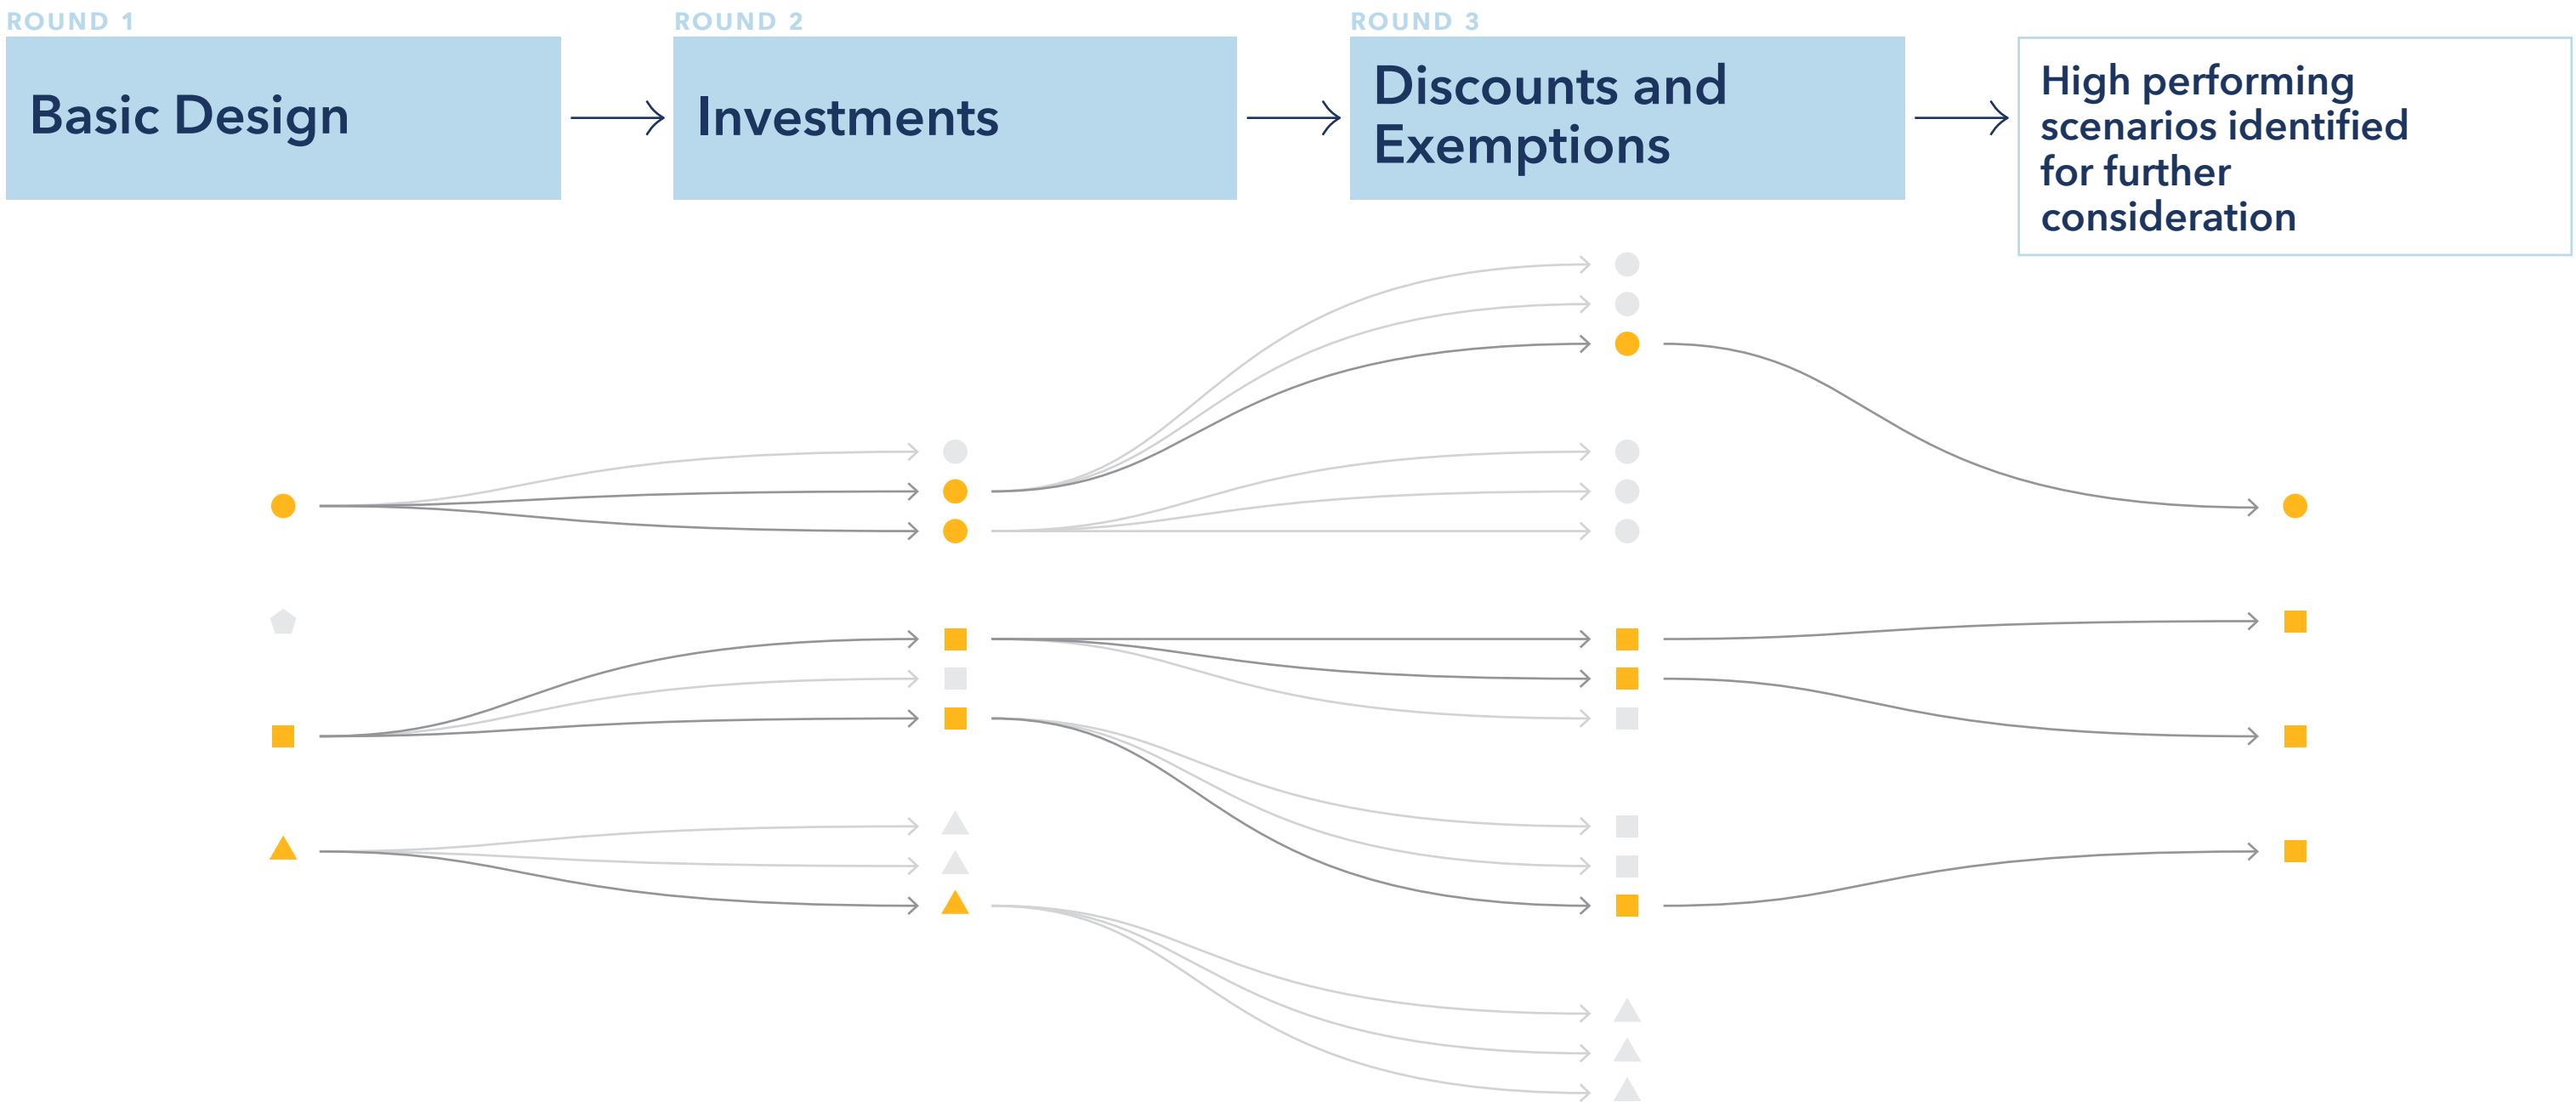 ROUND 1
Basic Design
ROUND 2
Investments
ROUND 3
Discounts and
Exemptions
High performing
scenarios identified
for further
consideration